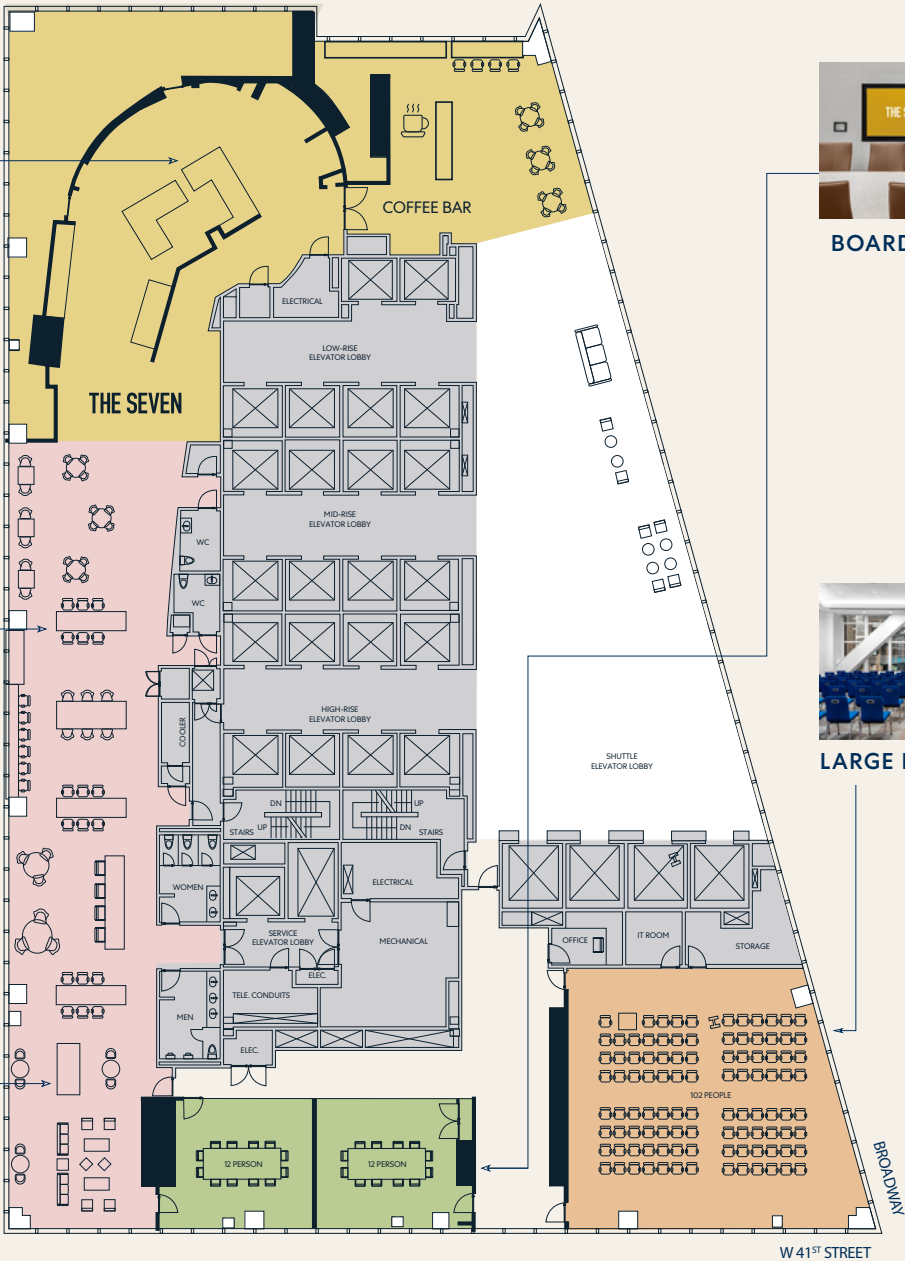 COFFEE BAR
ELECTRICAL
LOW-RISE
ELEVATOR LOBBY
THE SEVEN
MID-RISE
ELEVATOR LOBBY
WC
WC
HIGH-RISE
ELEVATOR LOBBY
COOLER
SHUTTLE
ELEVATOR LOBBY
DN
UP
STAIRS
UP
DN
STAIRS
WOMEN
ELECTRICAL
SERVICE
ELEVATOR LOBBY
MECHANICAL
OFFICE
IT ROOM
STORAGE
ELEC.
TELE. CONDUITS
MEN
ELEC.
102 PEOPLE
12 PERSON
12 PERSON
BROADWAY
W 41ST STREET
THE
BOARD
LARGE